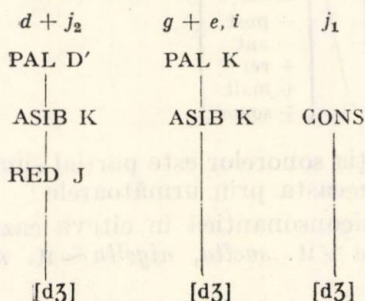 d + j₂ g + e, i j₁
PAL D′ PAL K
ASIB K ASIB K CONS
RED J
[dʒ] [dʒ] [dʒ]